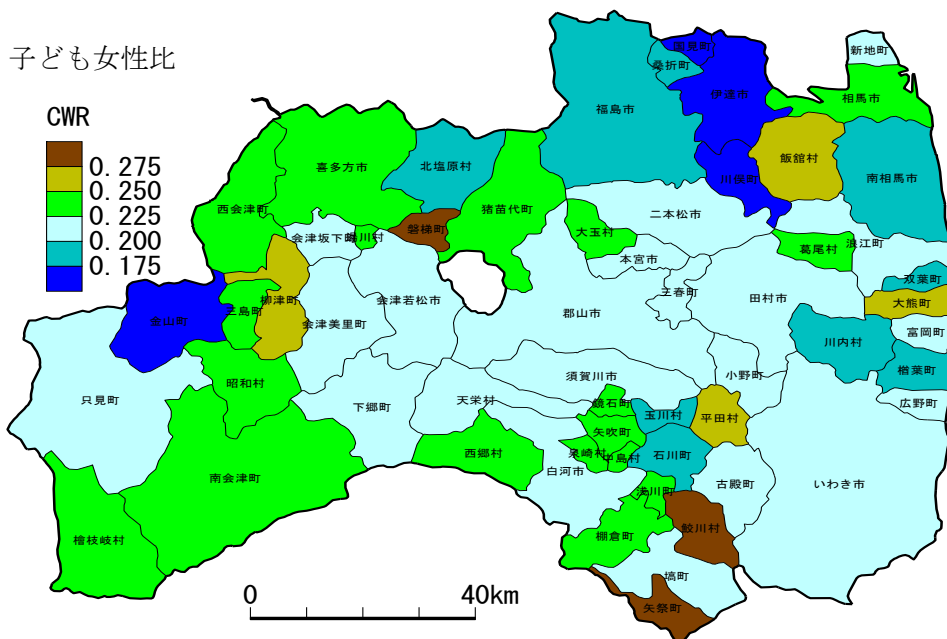 子ども女性比
CWR
0.275
0.250
0.225
0.200
0.175
国見町
新地町
桑折町
伊達市
相馬市
福島市
飯舘村
喜多方市
北塩原村
川俣町
南相馬市
西会津町
猪苗代町
二本松市
磐梯町
大玉村
会津坂下町
湯川村
葛尾村
浪江町
本宮市
双葉町
三春町
田村市
大熊町
柳津町
会津若松市
三島町
郡山市
金山町
会津美里町
富岡町
川内村
昭和村
須賀川市
小野町
楢葉町
只見町
下郷町
天栄村
鏡石町
広野町
玉川村
平田村
矢吹町
西郷村
泉崎村
中島村
石川町
白河市
南会津町
古殿町
いわき市
浅川町
鮫川村
棚倉町
檜枝岐村
塙町
矢祭町
0
40km